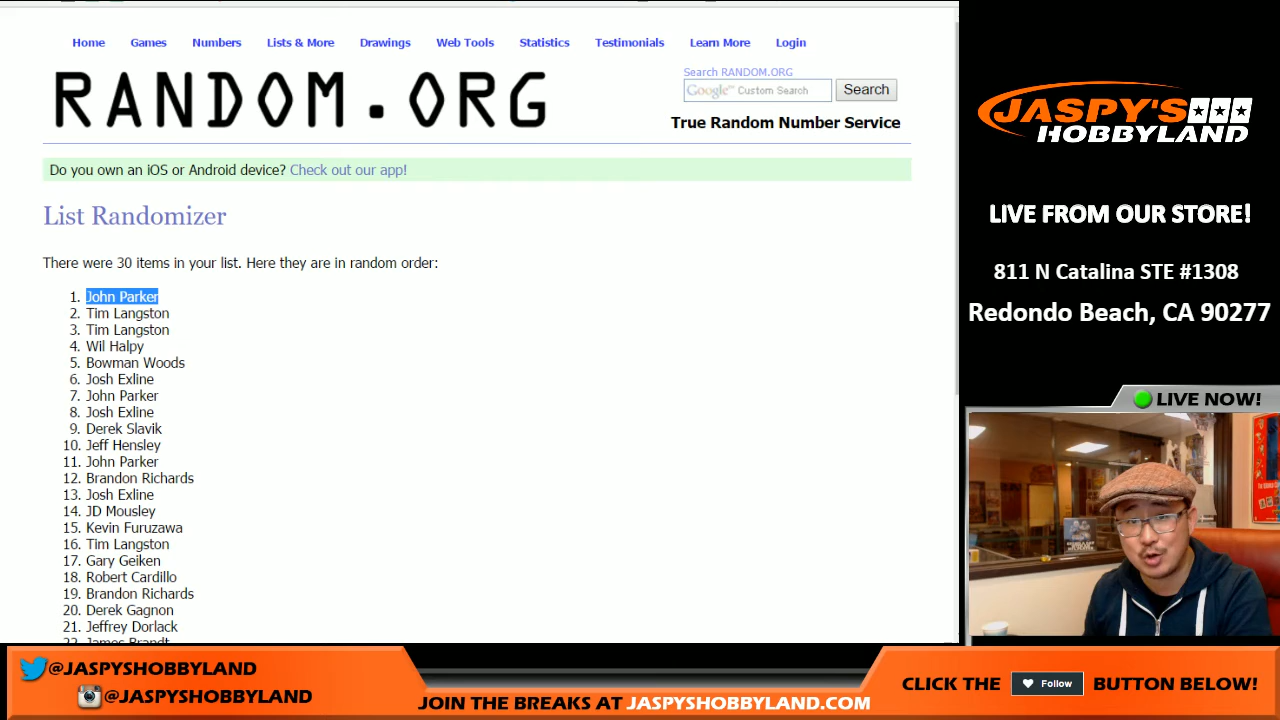 Home Games Numbers Lists & More Drawings Web Tools Statistics Testimonials Learn More Login
RANDOM.ORG
Search RANDOM.ORG
Google™ Custom Search Search
True Random Number Service
Do you own an iOS or Android device? Check out our app!
List Randomizer
There were 30 items in your list. Here they are in random order:
1. John Parker
2. Tim Langston
3. Tim Langston
4. Wil Halpy
5. Bowman Woods
6. Josh Exline
7. John Parker
8. Josh Exline
9. Derek Slavik
10. Jeff Hensley
11. John Parker
12. Brandon Richards
13. Josh Exline
14. JD Mousley
15. Kevin Furuzawa
16. Tim Langston
17. Gary Geiken
18. Robert Cardillo
19. Brandon Richards
20. Derek Gagnon
21. Jeffrey Dorlack
22. James Brandt
JASPY'S
HOBBYLAND
LIVE FROM OUR STORE!
811 N Catalina STE #1308
Redondo Beach, CA 90277
LIVE NOW!
@JASPYSHOBBYLAND
@JASPYSHOBBYLAND
JOIN THE BREAKS AT JASPYSHOBBYLAND.COM
CLICK THE Follow BUTTON BELOW!